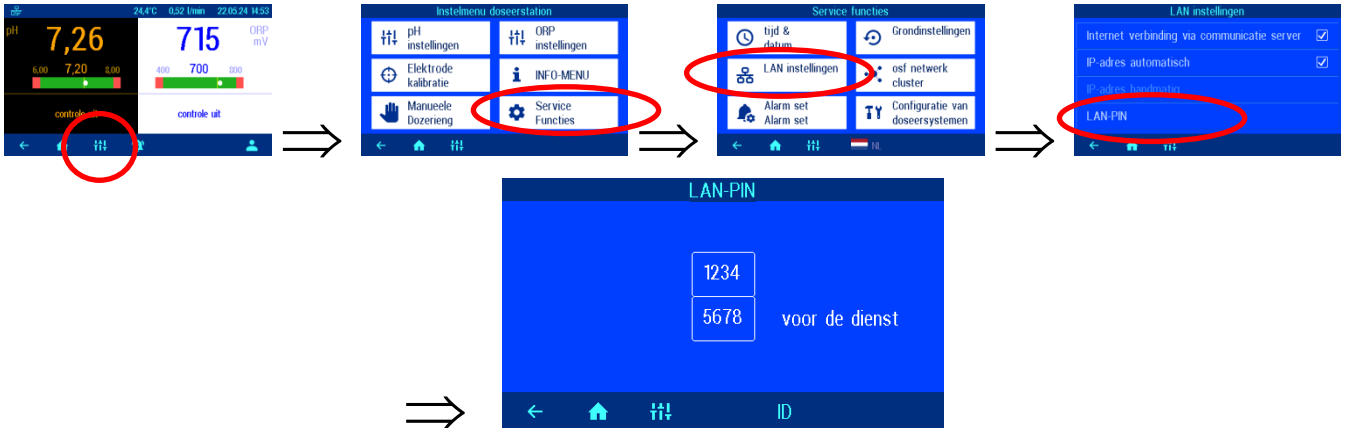 24,4°C 0,52 l/min 22.05.24 14:53
pH 7,26
715 ORP mV
6,00 7,20 8,00
400 700 800
controle uit
controle uit
Instelmenu doseerstation
pH instellingen
ORP instellingen
Elektrode kalibratie
INFO-MENU
Manueele Dozerieng
Service Functies
Service functies
tijd & datum
Grondinstellingen
LAN instellingen
osf netwerk cluster
Alarm set Alarm set
Configuratie van doseersystemen
NL
LAN instellingen
Internet verbinding via communicatie server
IP-adres automatisch
IP-adres handmatig
LAN-PIN
LAN-PIN
1234
5678 voor de dienst
ID